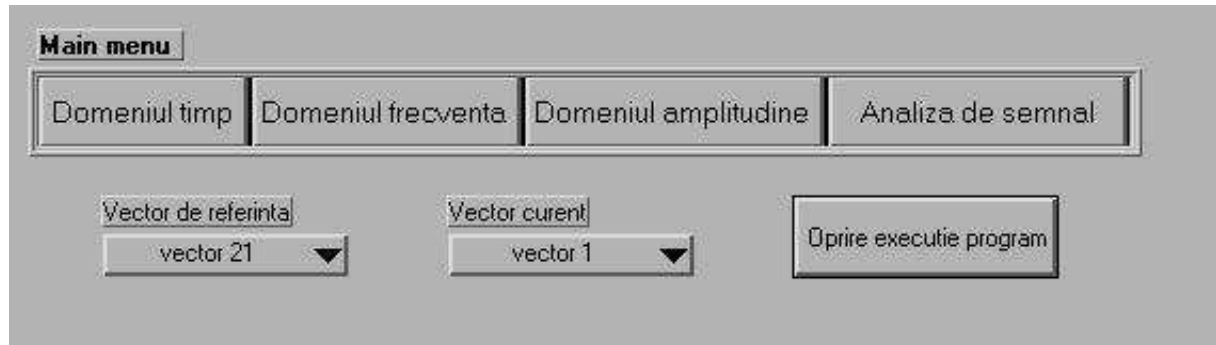 Main menu
Domeniul timp Domeniul frecventa Domeniul amplitudine Analiza de semnal
Vector de referinta Vector curent
vector 21 vector 1 Oprire executie program